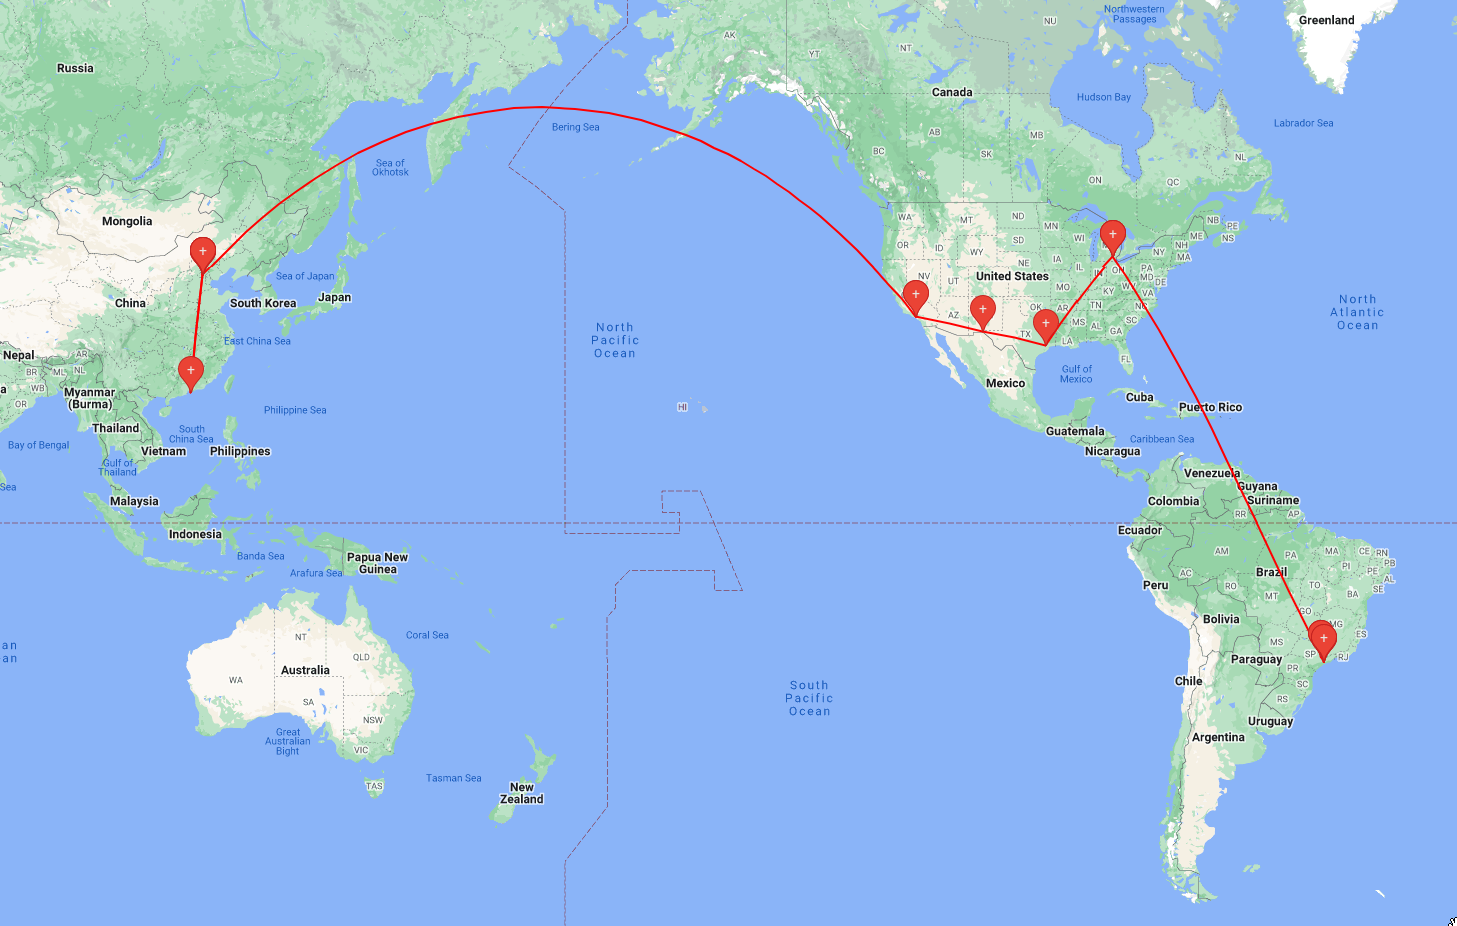 Northwestern
Passages
Greenland
NU
AK
NT
YT
Russia
Canada
Hudson Bay
Labrador Sea
Bering Sea
AB
MB
BC
SK
NL
Sea of
Okhotsk
ON
QC
Mongolia
WA
MT
ND
MN
NB
PE
NS
ME
OR
ID
SD
WI
NH
MA
NY
WY
NE
IA
PA
MD
DE
Sea of Japan
NV
UT
United States
IL
IN
OH
MO
KY
WV
VA
China
South Korea
Japan
North
Atlantic
Ocean
AZ
OK
AR
TN
NC
SC
MS
AL
GA
TX
LA
North
Pacific
Ocean
East China Sea
Nepal
BR
ML
NL
AR
WB
OR
a
FL
Gulf of
Mexico
Mexico
Myanmar
(Burma)
Cuba
Puerto Rico
HI
Philippine Sea
Thailand
South
China Sea
Guatemala
Caribbean Sea
Bay of Bengal
Vietnam
Philippines
Nicaragua
Gulf of
Thailand
Sea
Venezuela
Guyana
Suriname
Malaysia
Colombia
RR
AP
Indonesia
Ecuador
Banda Sea
Papua New
Guinea
Arafura Sea
AM
PA
MA
CE
RN
PB
PI
PE
AL
SE
Brazil
AC
Peru
RO
TO
BA
MT
GO
Bolivia
MG
ES
an
an
NT
Coral Sea
QLD
MS
SP
RJ
Paraguay
PR
Australia
WA
Chile
SC
SA
South
Pacific
Ocean
RS
NSW
Uruguay
Great
Australian
Bight
VIC
Argentina
Tasman Sea
TAS
New
Zealand